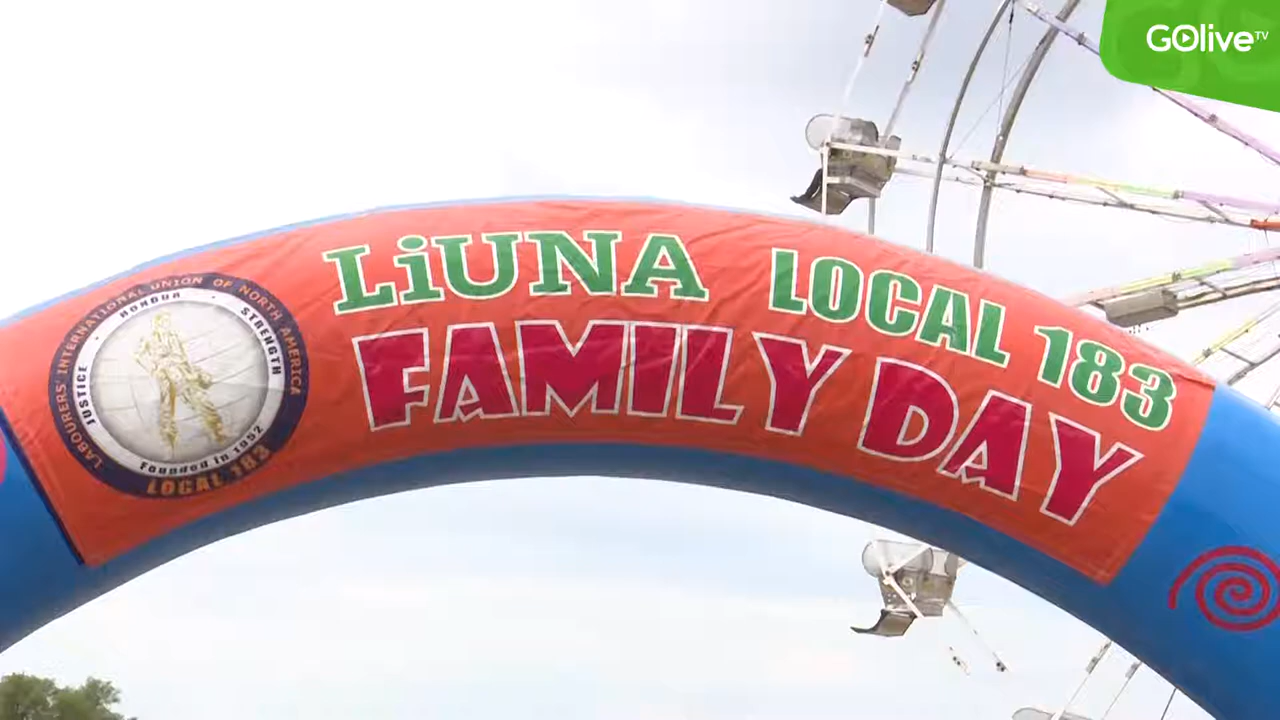 GOliveTV
LiUNA LOCAL 183
FAMILY DAY
LABOURERS' INTERNATIONAL UNION OF NORTH AMERICA
JUSTICE · HONOUR · STRENGTH
Founded in 1952
LOCAL 183